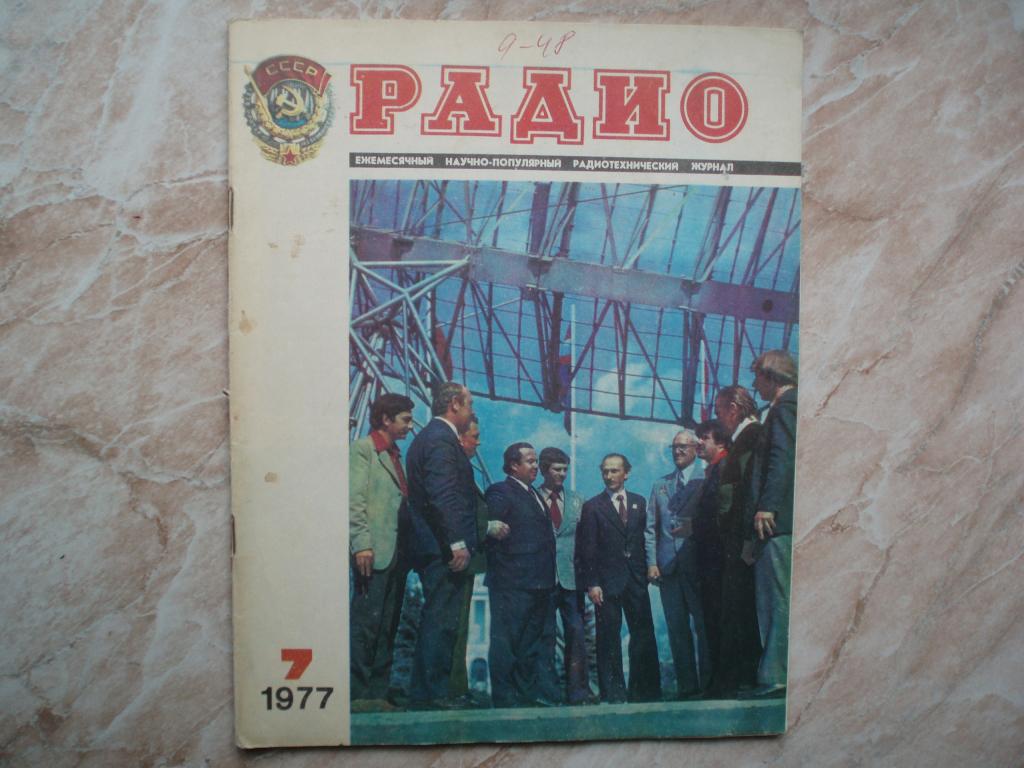 9-48
СССР
РАДИО
ЕЖЕМЕСЯЧНЫЙ НАУЧНО-ПОПУЛЯРНЫЙ РАДИОТЕХНИЧЕСКИЙ ЖУРНАЛ
7
1977